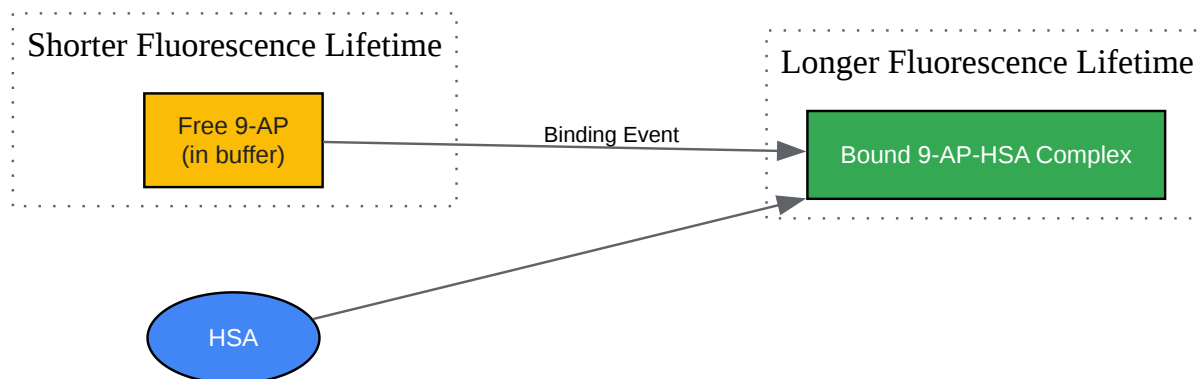 Shorter Fluorescence Lifetime
Free 9-AP
(in buffer)
Binding Event
Longer Fluorescence Lifetime
Bound 9-AP-HSA Complex
HSA